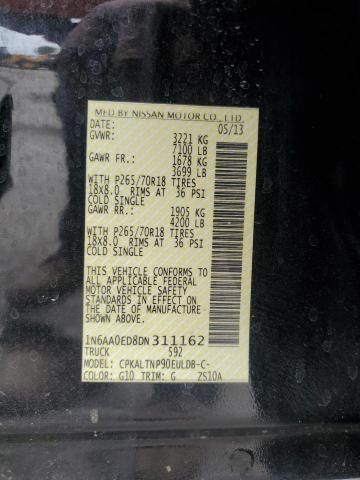 MFD BY NISSAN MOTOR CO., LTD.
DATE: 05/13
GVWR: 3221 KG
7100 LB
GAWR FR.: 1678 KG
3699 LB
WITH P265/70R18 TIRES
18x8.0 RIMS AT 36 PSI
COLD SINGLE
GAWR RR.: 1905 KG
4200 LB
WITH P265/70R18 TIRES
18x8.0 RIMS AT 36 PSI
COLD SINGLE
THIS VEHICLE CONFORMS TO
ALL APPLICABLE FEDERAL
MOTOR VEHICLE SAFETY
STANDARDS IN EFFECT ON THE
DATE OF MANUFACTURE SHOWN
ABOVE.
1N6AA0ED8DN311162
TRUCK 592
MODEL: CPKALTNP90EULDB-C-
COLOR: G10 TRIM: G ZS10A